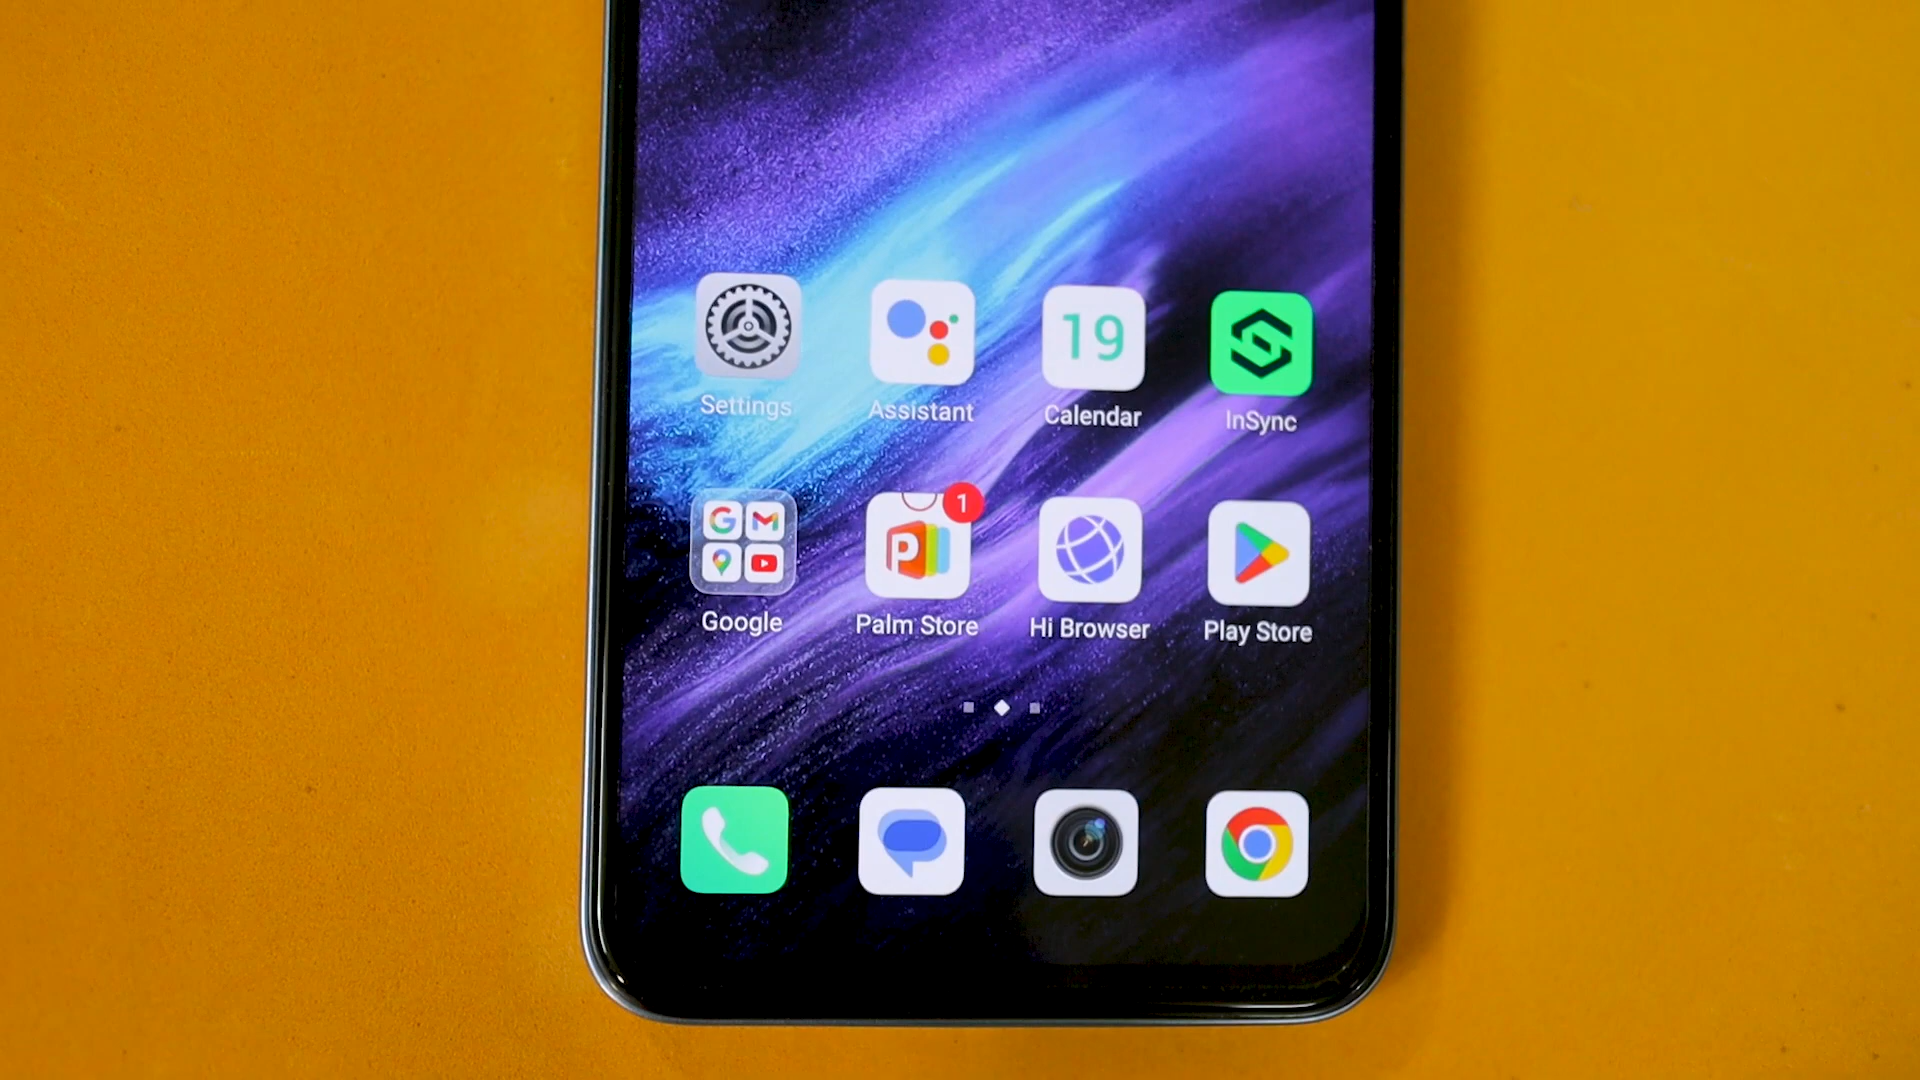 19
Settings
Assistant
Calendar
InSync
1
P
Google
Palm Store
Hi Browser
Play Store